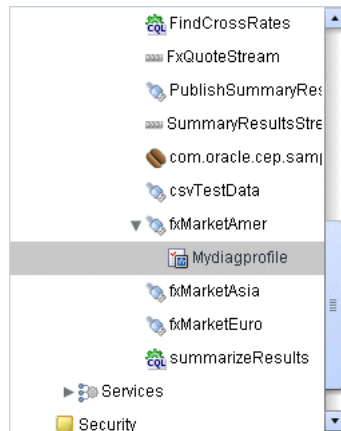 FindCrossRates
FxQuoteStream
PublishSummaryRes
SummaryResultsStre
com.oracle.cep.samp
csvTestData
fxMarketAmer
Mydiagprofile
fxMarketAsia
fxMarketEuro
summarizeResults
Services
Security